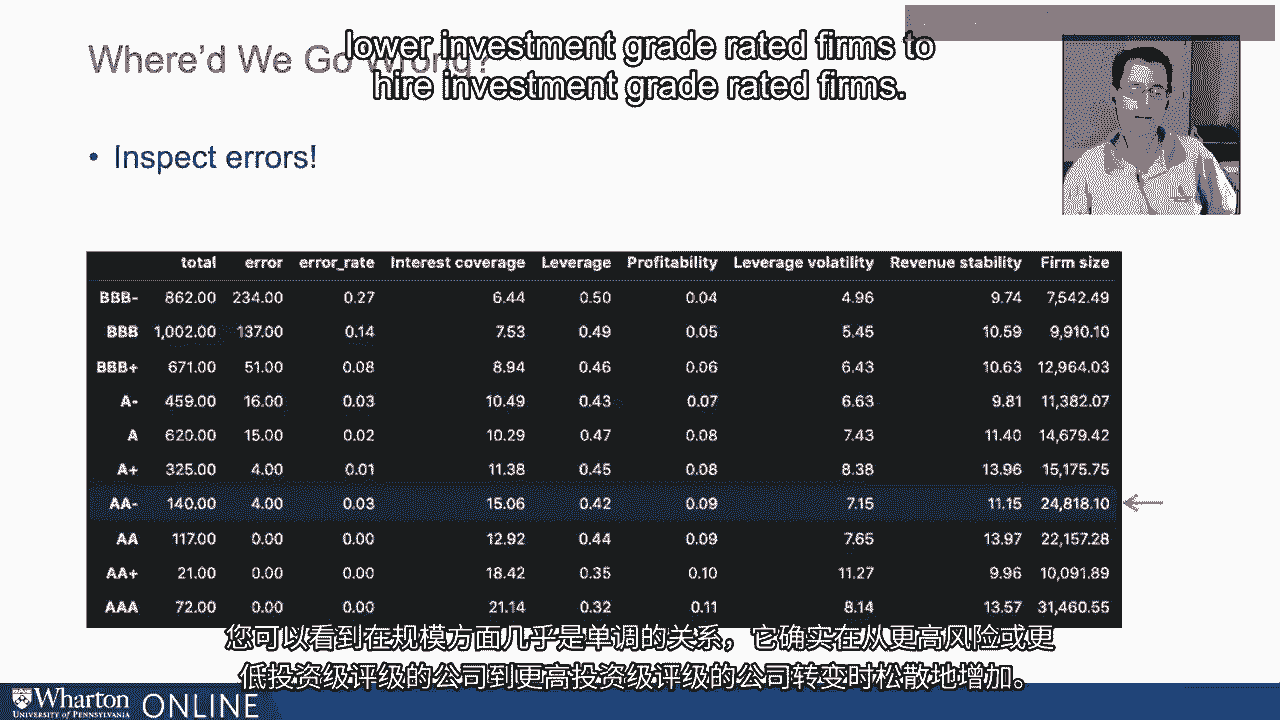 lower investment grade rated firms to
hire investment grade rated firms.
Where'd We Go Wrong?
• Inspect errors!
total error error_rate Interest coverage Leverage Profitability Leverage volatility Revenue stability Firm size
BBB- 862.00 234.00 0.27 6.44 0.50 0.04 4.96 9.74 7,542.49
BBB 1,002.00 137.00 0.14 7.53 0.49 0.05 5.45 10.59 9,910.10
BBB+ 671.00 51.00 0.08 8.94 0.46 0.06 6.43 10.63 12,964.03
A- 459.00 16.00 0.03 10.49 0.43 0.07 6.63 9.81 11,382.07
A 620.00 15.00 0.02 10.29 0.47 0.08 7.43 11.40 14,679.42
A+ 325.00 4.00 0.01 11.38 0.45 0.08 8.38 13.96 15,175.75
AA- 140.00 4.00 0.03 15.06 0.42 0.09 7.15 11.15 24,818.10
AA 117.00 0.00 0.00 12.92 0.44 0.09 7.65 13.97 22,157.28
AA+ 21.00 0.00 0.00 18.42 0.35 0.10 11.27 9.96 10,091.89
AAA 72.00 0.00 0.00 21.14 0.32 0.11 8.14 13.57 31,460.55
您可以看到在规模方面几乎是单调的关系，它确实在从更高风险或更
低投资级评级的公司到更高投资级评级的公司转变时松散地增加。
Wharton ONLINE
UNIVERSITY of PENNSYLVANIA